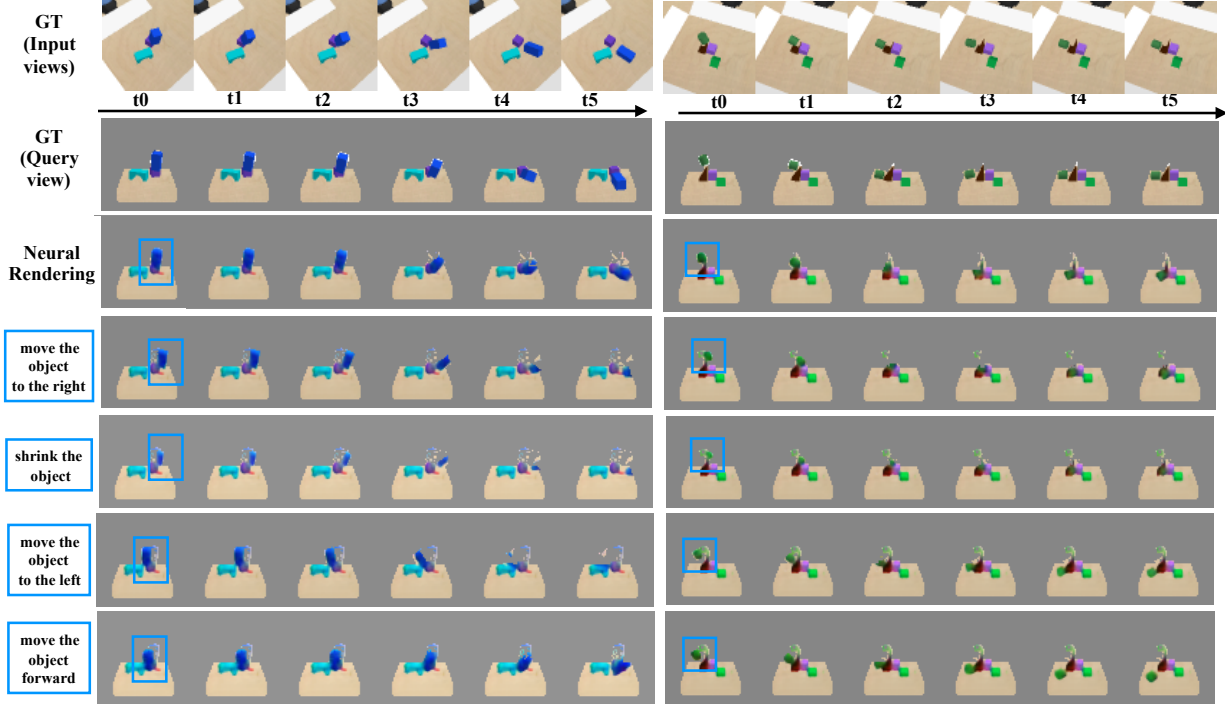 GT
(Input
views)
t0 t1 t2 t3 t4 t5
t0 t1 t2 t3 t4 t5
GT
(Query
view)
Neural
Rendering
move the
object
to the right
shrink the
object
move the
object
to the left
move the
object
forward